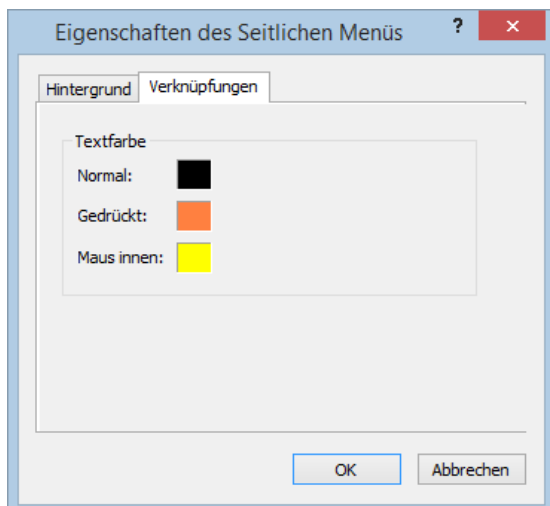 Eigenschaften des Seitlichen Menüs ? ×
Hintergrund Verknüpfungen
Textfarbe
Normal:
Gedrückt:
Maus innen:
OK Abbrechen